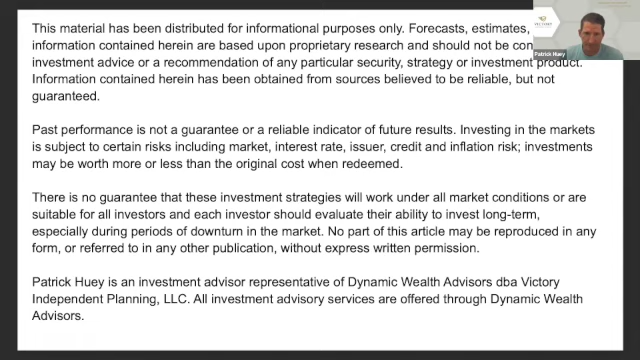 This material has been distributed for informational purposes only. Forecasts, estimates,
information contained herein are based upon proprietary research and should not be con
investment advice or a recommendation of any particular security, strategy or investment product.
Information contained herein has been obtained from sources believed to be reliable, but not
guaranteed.
Past performance is not a guarantee or a reliable indicator of future results. Investing in the markets
is subject to certain risks including market, interest rate, issuer, credit and inflation risk; investments
may be worth more or less than the original cost when redeemed.
There is no guarantee that these investment strategies will work under all market conditions or are
suitable for all investors and each investor should evaluate their ability to invest long-term,
especially during periods of downturn in the market. No part of this article may be reproduced in any
form, or referred to in any other publication, without express written permission.
Patrick Huey is an investment advisor representative of Dynamic Wealth Advisors dba Victory
Independent Planning, LLC. All investment advisory services are offered through Dynamic Wealth
Advisors.
VICTORY
Patrick Huey